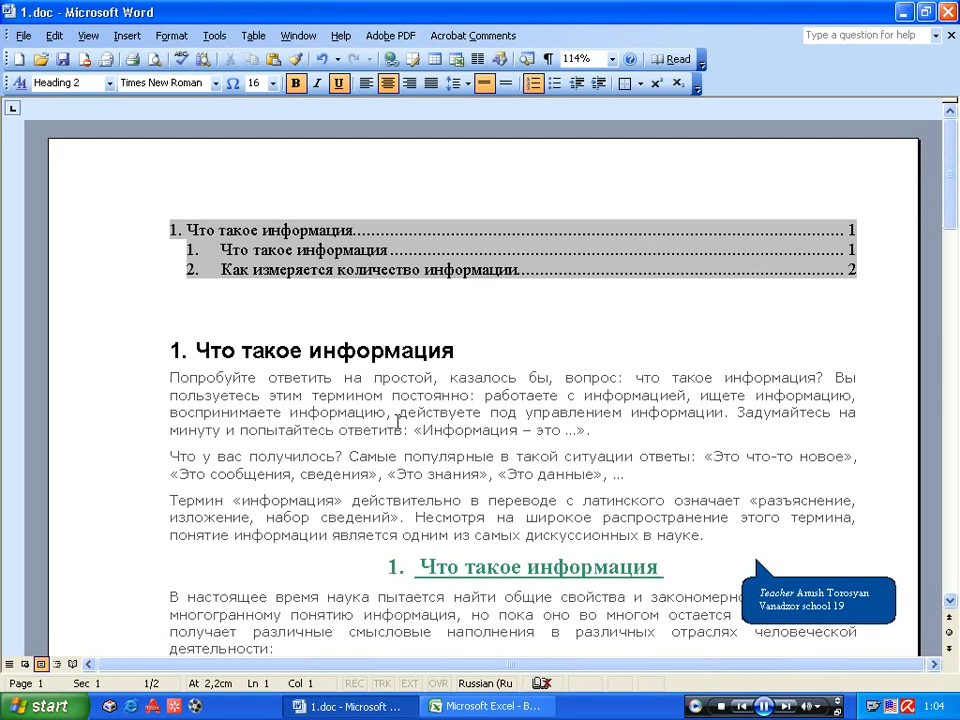 1.doc - Microsoft Word
File Edit View Insert Format Tools Table Window Help Adobe PDF Acrobat Comments Type a question for help
114% Read
Heading 2 Times New Roman 16 B I U
1. Что такое информация 1
1. Что такое информация 1
2. Как измеряется количество информации 2
1. Что такое информация
Попробуйте ответить на простой, казалось бы, вопрос: что такое информация? Вы
пользуетесь этим термином постоянно: работаете с информацией, ищете информацию,
воспринимаете информацию, действуете под управлением информации. Задумайтесь на
минуту и попытайтесь ответить: «Информация – это ...».
Что у вас получилось? Самые популярные в такой ситуации ответы: «Это что-то новое»,
«Это сообщения, сведения», «Это знания», «Это данные», ...
Термин «информация» действительно в переводе с латинского означает «разъяснение,
изложение, набор сведений». Несмотря на широкое распространение этого термина,
понятие информации является одним из самых дискуссионных в науке.
1. Что такое информация
В настоящее время наука пытается найти общие свойства и закономерно
многогранному понятию информация, но пока оно во многом остается
получает различные смысловые наполнения в различных отраслях человеческой
деятельности:
Teacher Anush Torosyan
Vanadzor school 19
Page 1 Sec 1 1/2 At 2,2cm Ln 1 Col 1 REC TRK EXT OVR Russian (Ru
start 1.doc - Microsoft ... Microsoft Excel - B... 1:04